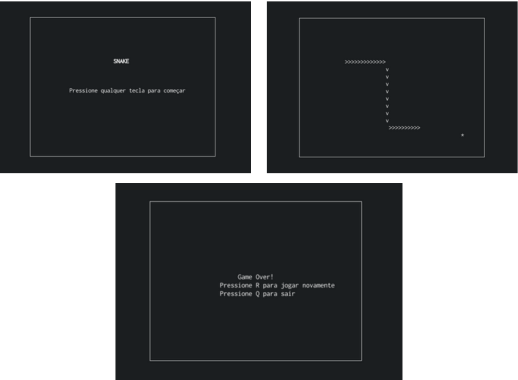 SNAKE
Pressione qualquer tecla para começar
>>>>>>>>>>>>>
v
v
v
v
v
v
v
v
>>>>>>>>>>
*
Game Over!
Pressione R para jogar novamente
Pressione Q para sair